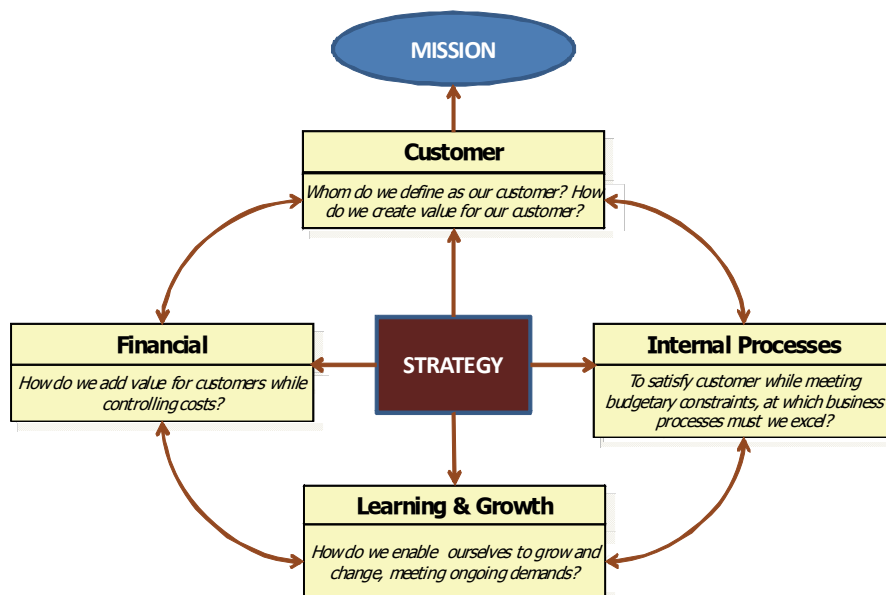 MISSION
Customer
Whom do we define as our customer? How
do we create value for our customer?
Financial
How do we add value for customers while
controlling costs?
STRATEGY
Internal Processes
To satisfy customer while meeting
budgetary constraints, at which business
processes must we excel?
Learning & Growth
How do we enable ourselves to grow and
change, meeting ongoing demands?